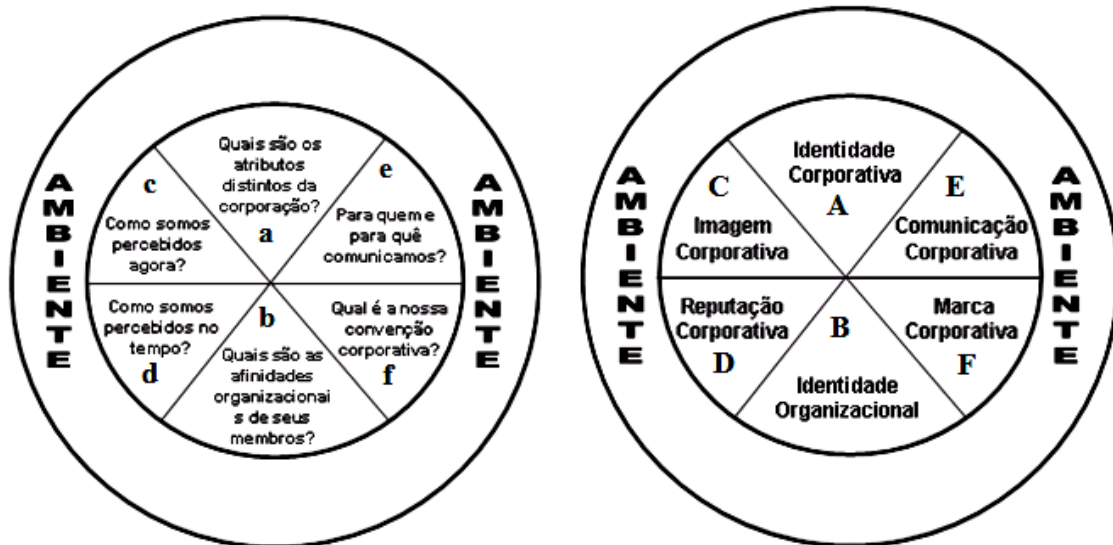 AMBIENTE
Quais são os
atributos
distintos da
corporação?
a
c
Como somos
percebidos
agora?
e
Para quem e
para quê
comunicamos?
Como somos
percebidos no
tempo?
d
b
Quais são as
afinidades
organizacionai
s de seus
membros?
Qual é a nossa
convenção
corporativa?
f
AMBIENTE
AMBIENTE
Identidade
Corporativa
A
C
Imagem
Corporativa
E
Comunicação
Corporativa
Reputação
Corporativa
D
B
Identidade
Organizacional
Marca
Corporativa
F
AMBIENTE